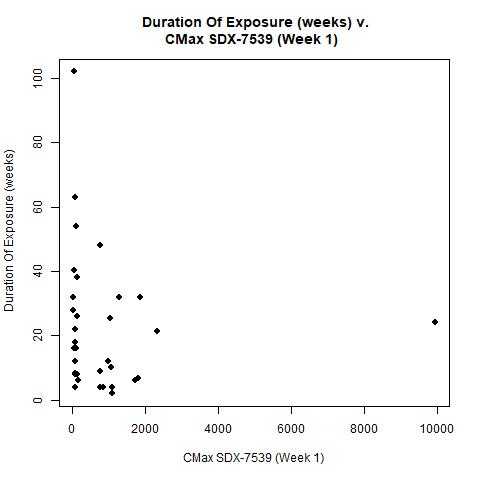 Duration Of Exposure (weeks) v.
CMax SDX-7539 (Week 1)
Duration Of Exposure (weeks)
100
80
60
40
20
0
0 2000 4000 6000 8000 10000
CMax SDX-7539 (Week 1)